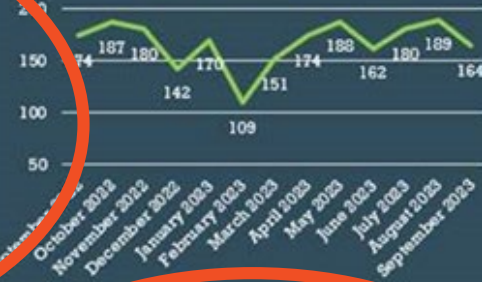 200
187
188
189
150
74
180
170
174
180
142
151
162
164
100
109
50
October 2022
November 2022
December 2022
January 2023
February 2023
March 2023
April 2023
May 2023
June 2023
July 2023
August 2023
September 2023